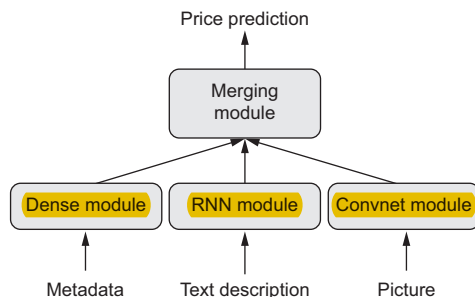 Price prediction
Merging
module
Dense module
RNN module
Convnet module
Metadata
Text description
Picture